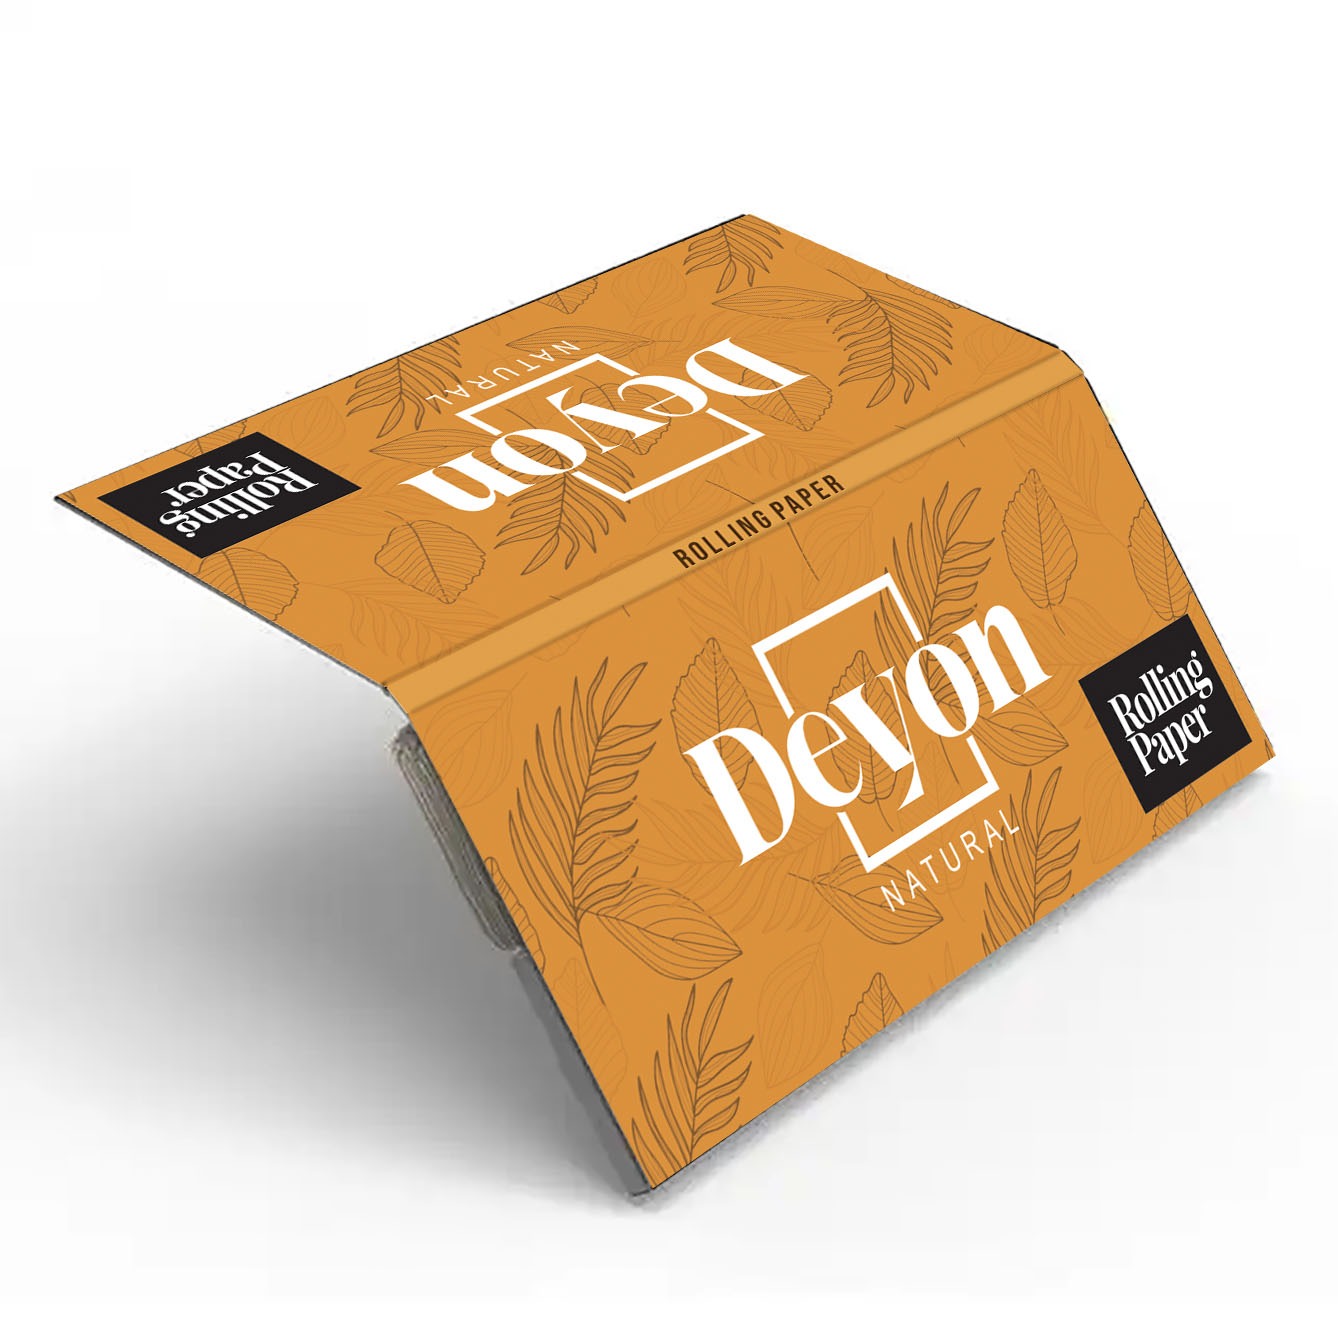 Rolling
Paper
Devon
NATURAL
ROLLING PAPER
Devon
NATURAL
Rolling
Paper